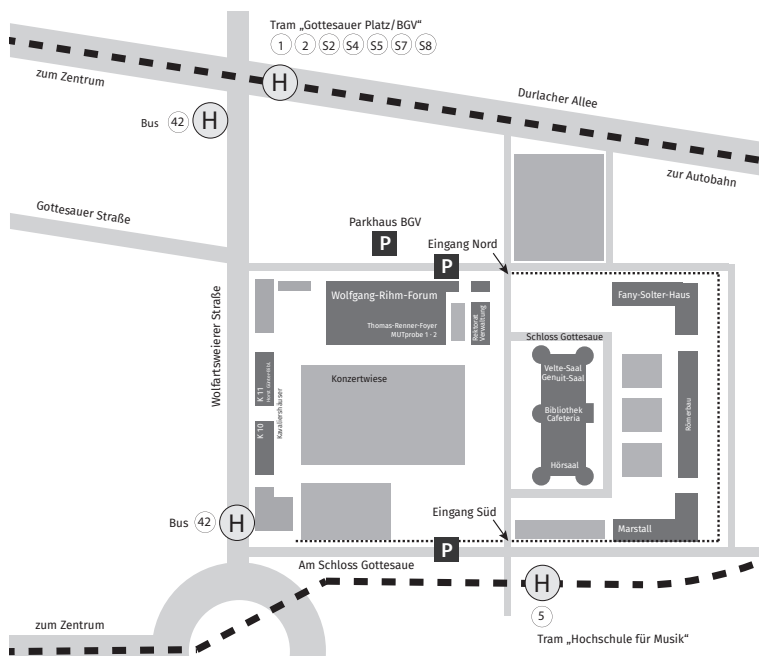 Tram „Gottesauer Platz/BGV“
1 2 S2 S4 S5 S7 S8
H
zum Zentrum
Durlacher Allee
Bus 42 H
zur Autobahn
Gottesauer Straße
Parkhaus BGV
P
Eingang Nord
P
Wolfgang-Rihm-Forum
Thomas-Renner-Foyer
MUTprobe 1 - 2
Rektorat
Verwaltung
Fany-Solter-Haus
Wolfartsweierer Straße
Schloss Gottesaue
Velte-Saal
Genuit-Saal
Konzertwiese
K 11
Kavaliershäuser
K 10
Bibliothek
Cafeteria
Römerbau
Hörsaal
Eingang Süd
Bus 42 H
Marstall
P
Am Schloss Gottesaue
H
5
zum Zentrum
Tram „Hochschule für Musik“